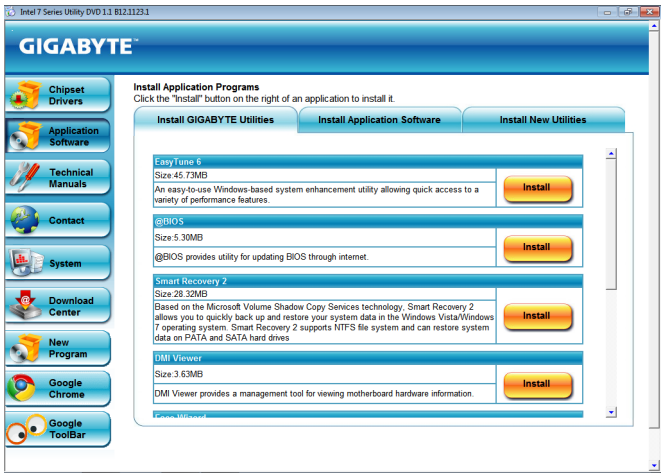 Intel 7 Series Utility DVD 1.1 B12.1123.1
GIGABYTE™
Chipset
Drivers
Application
Software
Technical
Manuals
Contact
System
Download
Center
New
Program
Google
Chrome
Google
ToolBar
Install Application Programs
Click the "Install" button on the right of an application to install it.
Install GIGABYTE Utilities
Install Application Software
Install New Utilities
EasyTune 6
Size:45.73MB
An easy-to-use Windows-based system enhancement utility allowing quick access to a
variety of performance features.
Install
@BIOS
Size:5.30MB
@BIOS provides utility for updating BIOS through internet.
Install
Smart Recovery 2
Size:28.32MB
Based on the Microsoft Volume Shadow Copy Services technology, Smart Recovery 2
allows you to quickly back up and restore your system data in the Windows Vista/Windows
7 operating system. Smart Recovery 2 supports NTFS file system and can restore system
data on PATA and SATA hard drives
Install
DMI Viewer
Size:3.63MB
DMI Viewer provides a management tool for viewing motherboard hardware information.
Install
Face Wizard